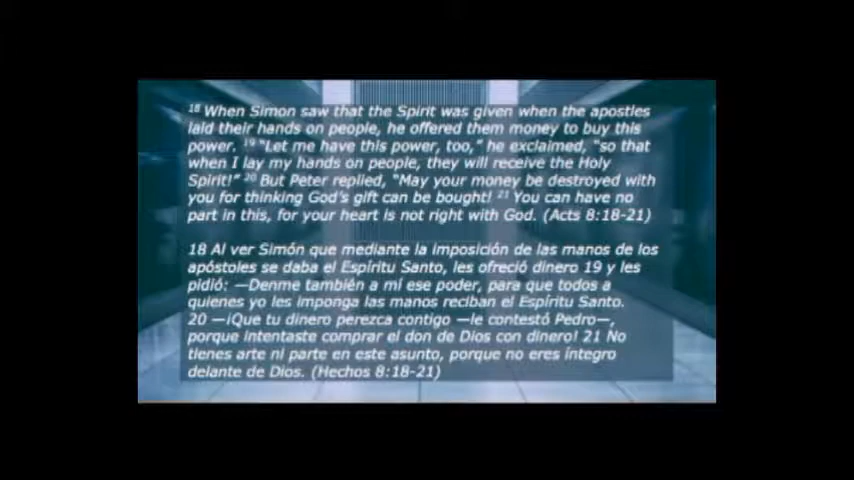 18 When Simon saw that the Spirit was given when the apostles
laid their hands on people, he offered them money to buy this
power. 19 "Let me have this power, too," he exclaimed, "so that
when I lay my hands on people, they will receive the Holy
Spirit!" 20 But Peter replied, "May your money be destroyed with
you for thinking God's gift can be bought! 21 You can have no
part in this, for your heart is not right with God. (Acts 8:18-21)
18 Al ver Simón que mediante la imposición de las manos de los
apóstoles se daba el Espíritu Santo, les ofreció dinero 19 y les
pidió: —Denme también a mí ese poder, para que todos a
quienes yo les imponga las manos reciban el Espíritu Santo.
20 —¡Que tu dinero perezca contigo —le contestó Pedro—,
porque intentaste comprar el don de Dios con dinero! 21 No
tienes arte ni parte en este asunto, porque no eres íntegro
delante de Dios. (Hechos 8:18-21)